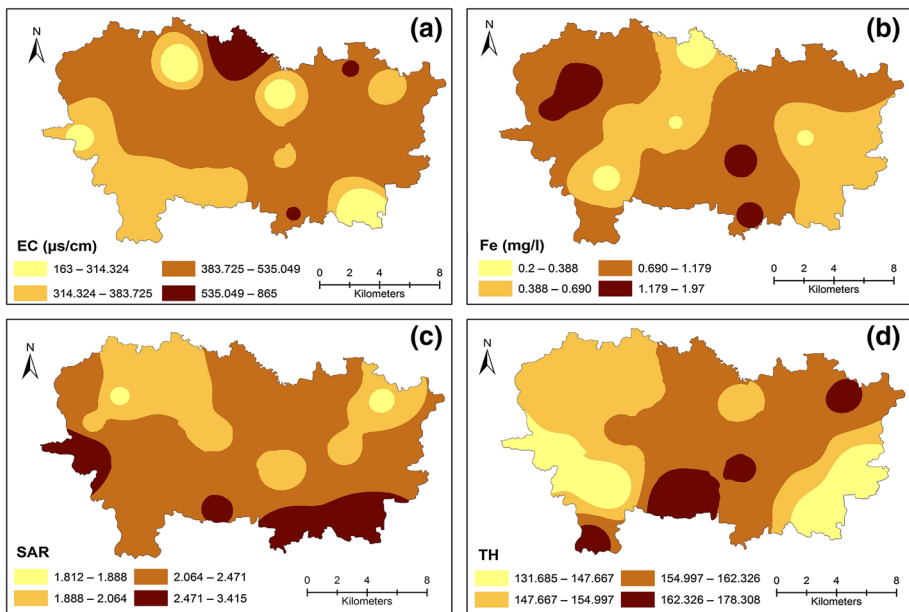 (a)
N
EC (µs/cm)
163 – 314.324
383.725 – 535.049
314.324 – 383.725
535.049 – 865
0 2 4 8
Kilometers
(b)
N
Fe (mg/l)
0.2 – 0.388
0.690 – 1.179
0.388 – 0.690
1.179 – 1.97
0 2 4 8
Kilometers
(c)
N
SAR
1.812 – 1.888
2.064 – 2.471
1.888 – 2.064
2.471 – 3.415
0 2 4 8
Kilometers
(d)
N
TH
131.685 – 147.667
154.997 – 162.326
147.667 – 154.997
162.326 – 178.308
0 2 4 8
Kilometers